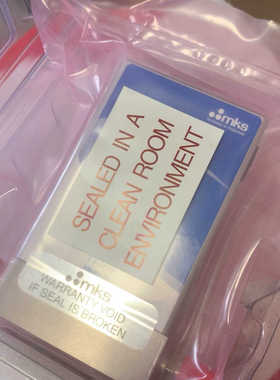 mks
SEALED IN A
CLEAN ROOM
ENVIRONMENT
mks
WARRANTY VOID
IF SEAL IS BROKEN